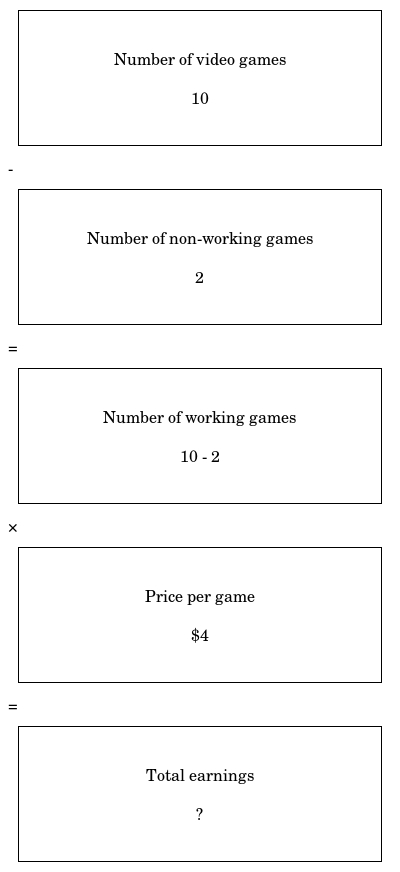 Number of video games
10
-
Number of non-working games
2
=
Number of working games
10 - 2
×
Price per game
$4
=
Total earnings
?